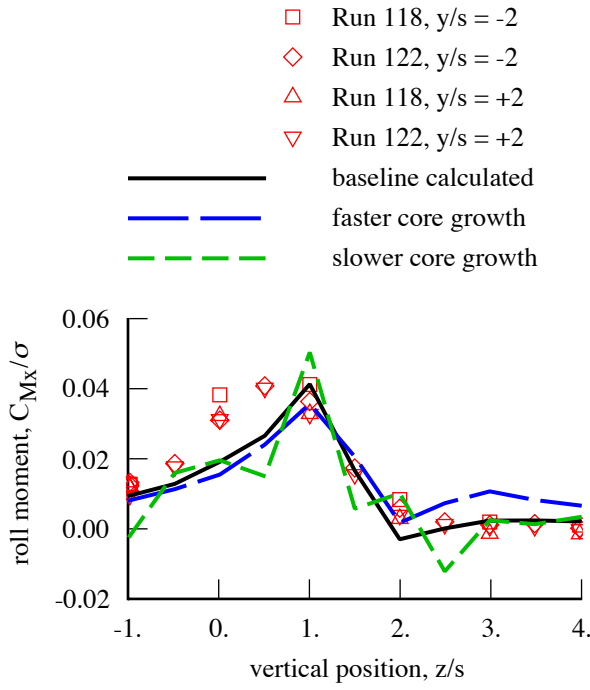 Run 118, y/s = -2
Run 122, y/s = -2
Run 118, y/s = +2
Run 122, y/s = +2
baseline calculated
faster core growth
slower core growth
0.06
0.04
0.02
0.00
-0.02
roll moment, C_Mx/σ
-1. 0. 1. 2. 3. 4.
vertical position, z/s